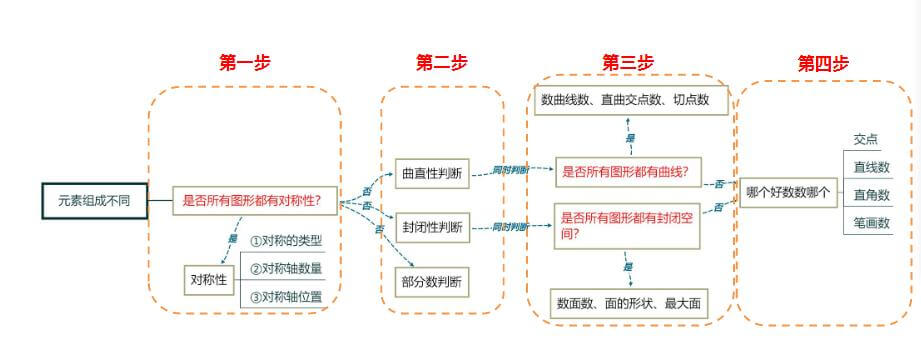 第一步
第二步
第三步
第四步
元素组成不同
是否所有图形都有对称性?
是
对称性
①对称的类型
②对称轴数量
③对称轴位置
否
否
否
曲直性判断
封闭性判断
部分数判断
同时判断
同时判断
数曲线数、直曲交点数、切点数
是
是否所有图形都有曲线?
是否所有图形都有封闭空
间?
是
数面数、面的形状、最大面
否
否
哪个好数数哪个
交点
直线数
直角数
笔画数